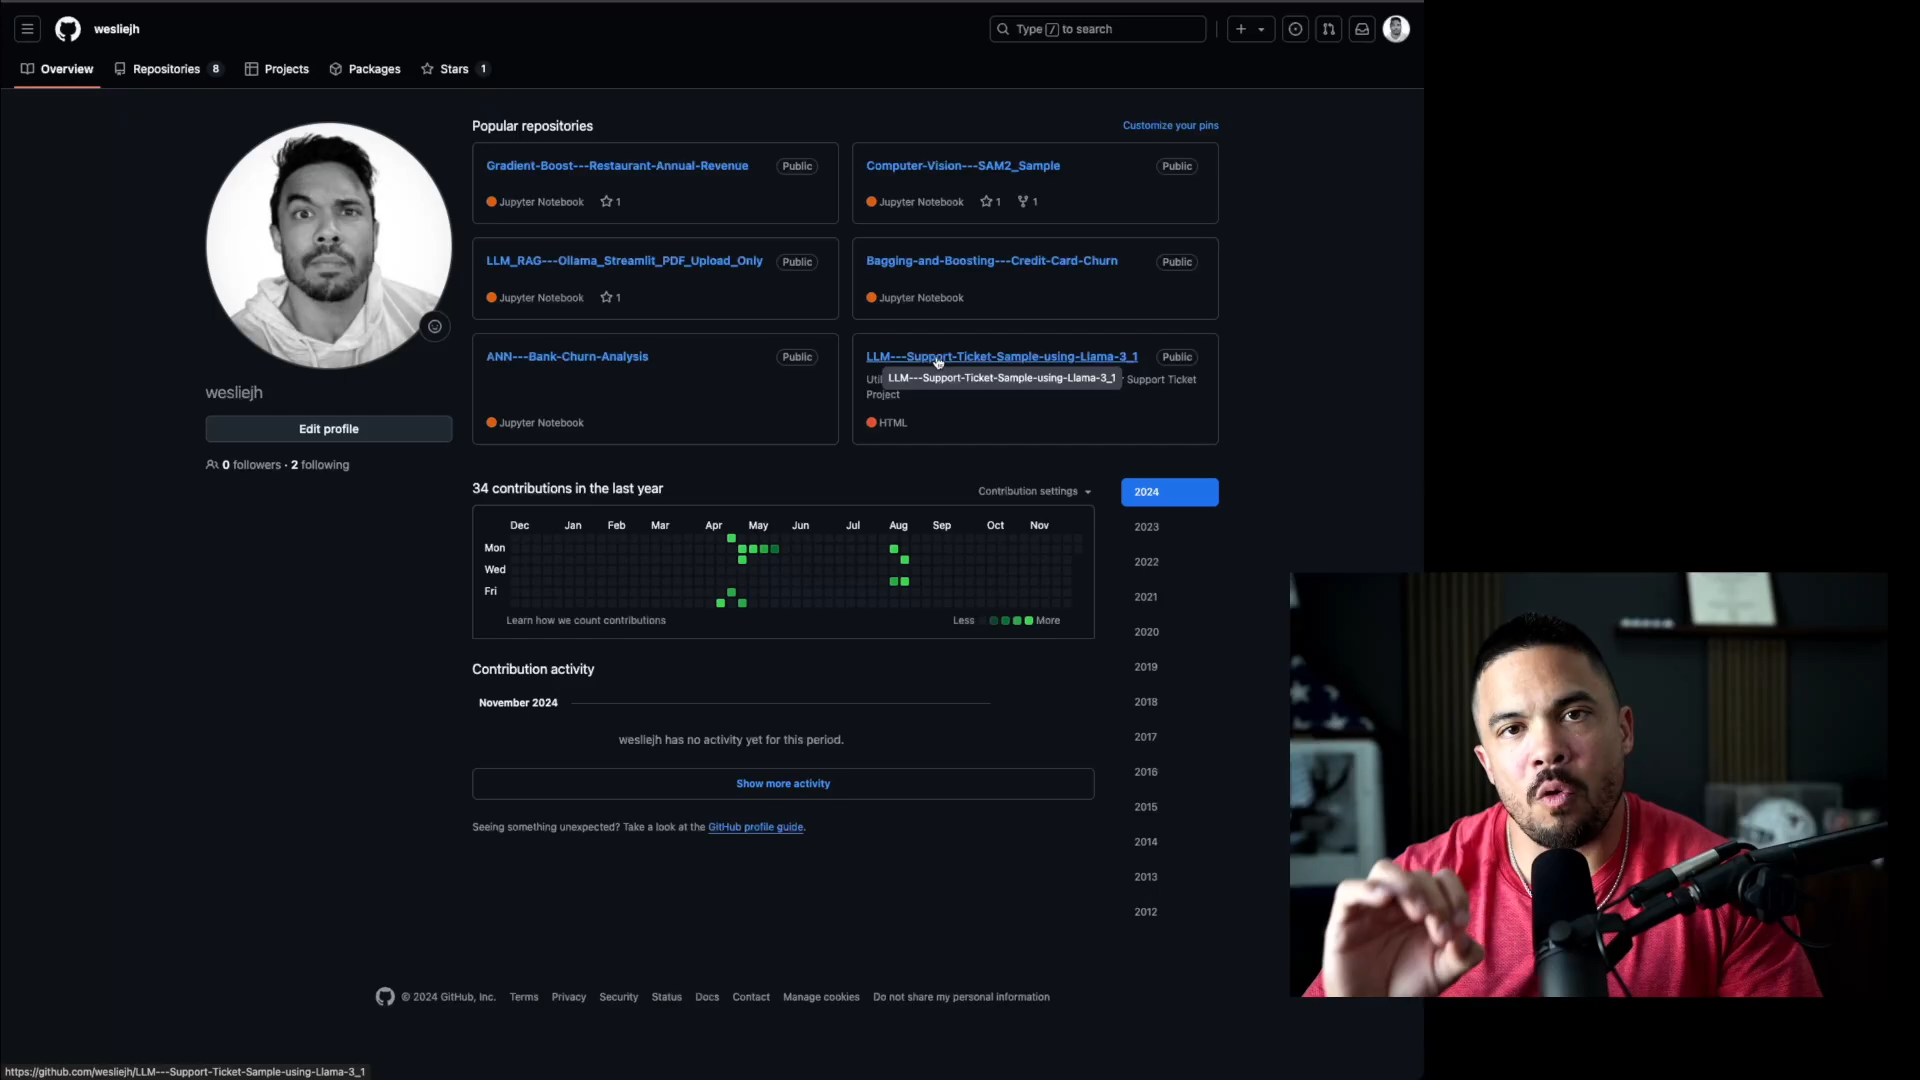 wesliejh
Type / to search
Overview
Repositories 8
Projects
Packages
Stars 1
Popular repositories
Customize your pins
Gradient-Boost---Restaurant-Annual-Revenue
Public
Jupyter Notebook
1
Computer-Vision---SAM2_Sample
Public
Jupyter Notebook
1
1
LLM_RAG---Ollama_Streamlit_PDF_Upload_Only
Public
Jupyter Notebook
1
Bagging-and-Boosting---Credit-Card-Churn
Public
Jupyter Notebook
ANN---Bank-Churn-Analysis
Public
Jupyter Notebook
LLM---Support-Ticket-Sample-using-Llama-3_1
Public
LLM---Support-Ticket-Sample-using-Llama-3_1
Support Ticket
Project
HTML
wesliejh
Edit profile
0 followers · 2 following
34 contributions in the last year
Contribution settings
Dec Jan Feb Mar Apr May Jun Jul Aug Sep Oct Nov
Mon
Wed
Fri
Learn how we count contributions
Less
More
2024
2023
2022
2021
2020
2019
2018
2017
2016
2015
2014
2013
2012
Contribution activity
November 2024
wesliejh has no activity yet for this period.
Show more activity
Seeing something unexpected? Take a look at the GitHub profile guide.
© 2024 GitHub, Inc. Terms Privacy Security Status Docs Contact Manage cookies Do not share my personal information
https://github.com/wesliejh/LLM---Support-Ticket-Sample-using-Llama-3_1